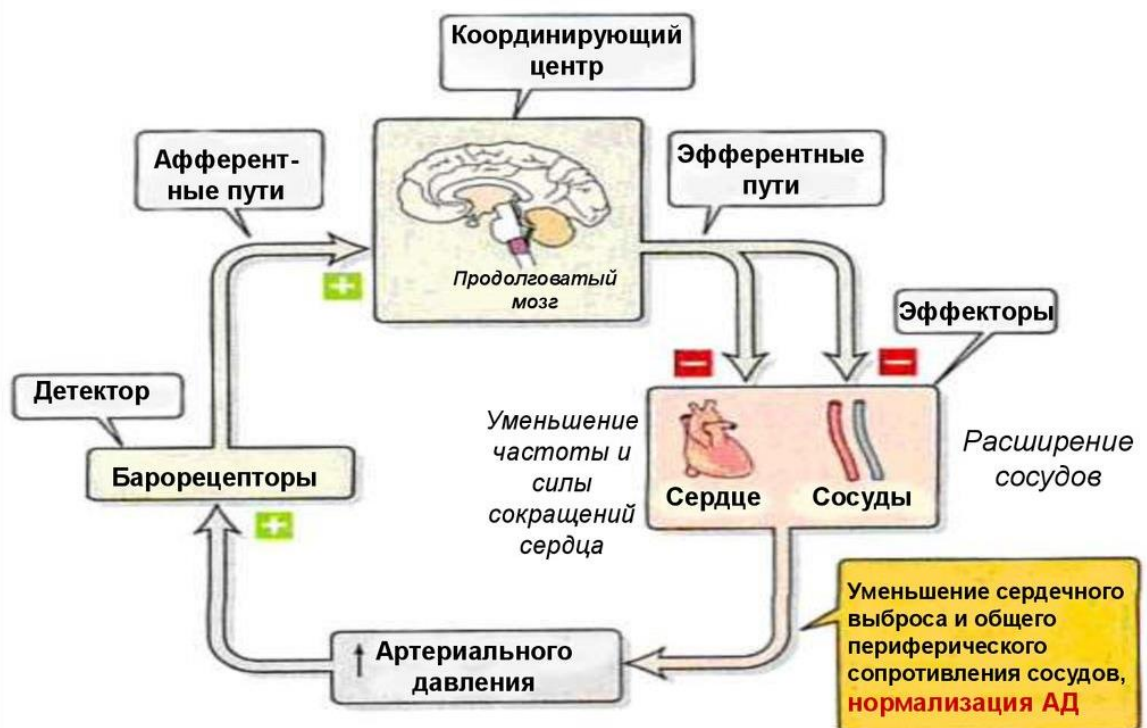 Координирующий
центр
Афферент-
ные пути
Эфферентные
пути
Продолговатый
мозг
Эффекторы
Детектор
Барорецепторы
Уменьшение
частоты и
силы
сокращений
сердца
Сердце
Сосуды
Расширение
сосудов
Уменьшение сердечного
выброса и общего
периферического
сопротивления сосудов,
нормализация АД
↑ Артериального
давления